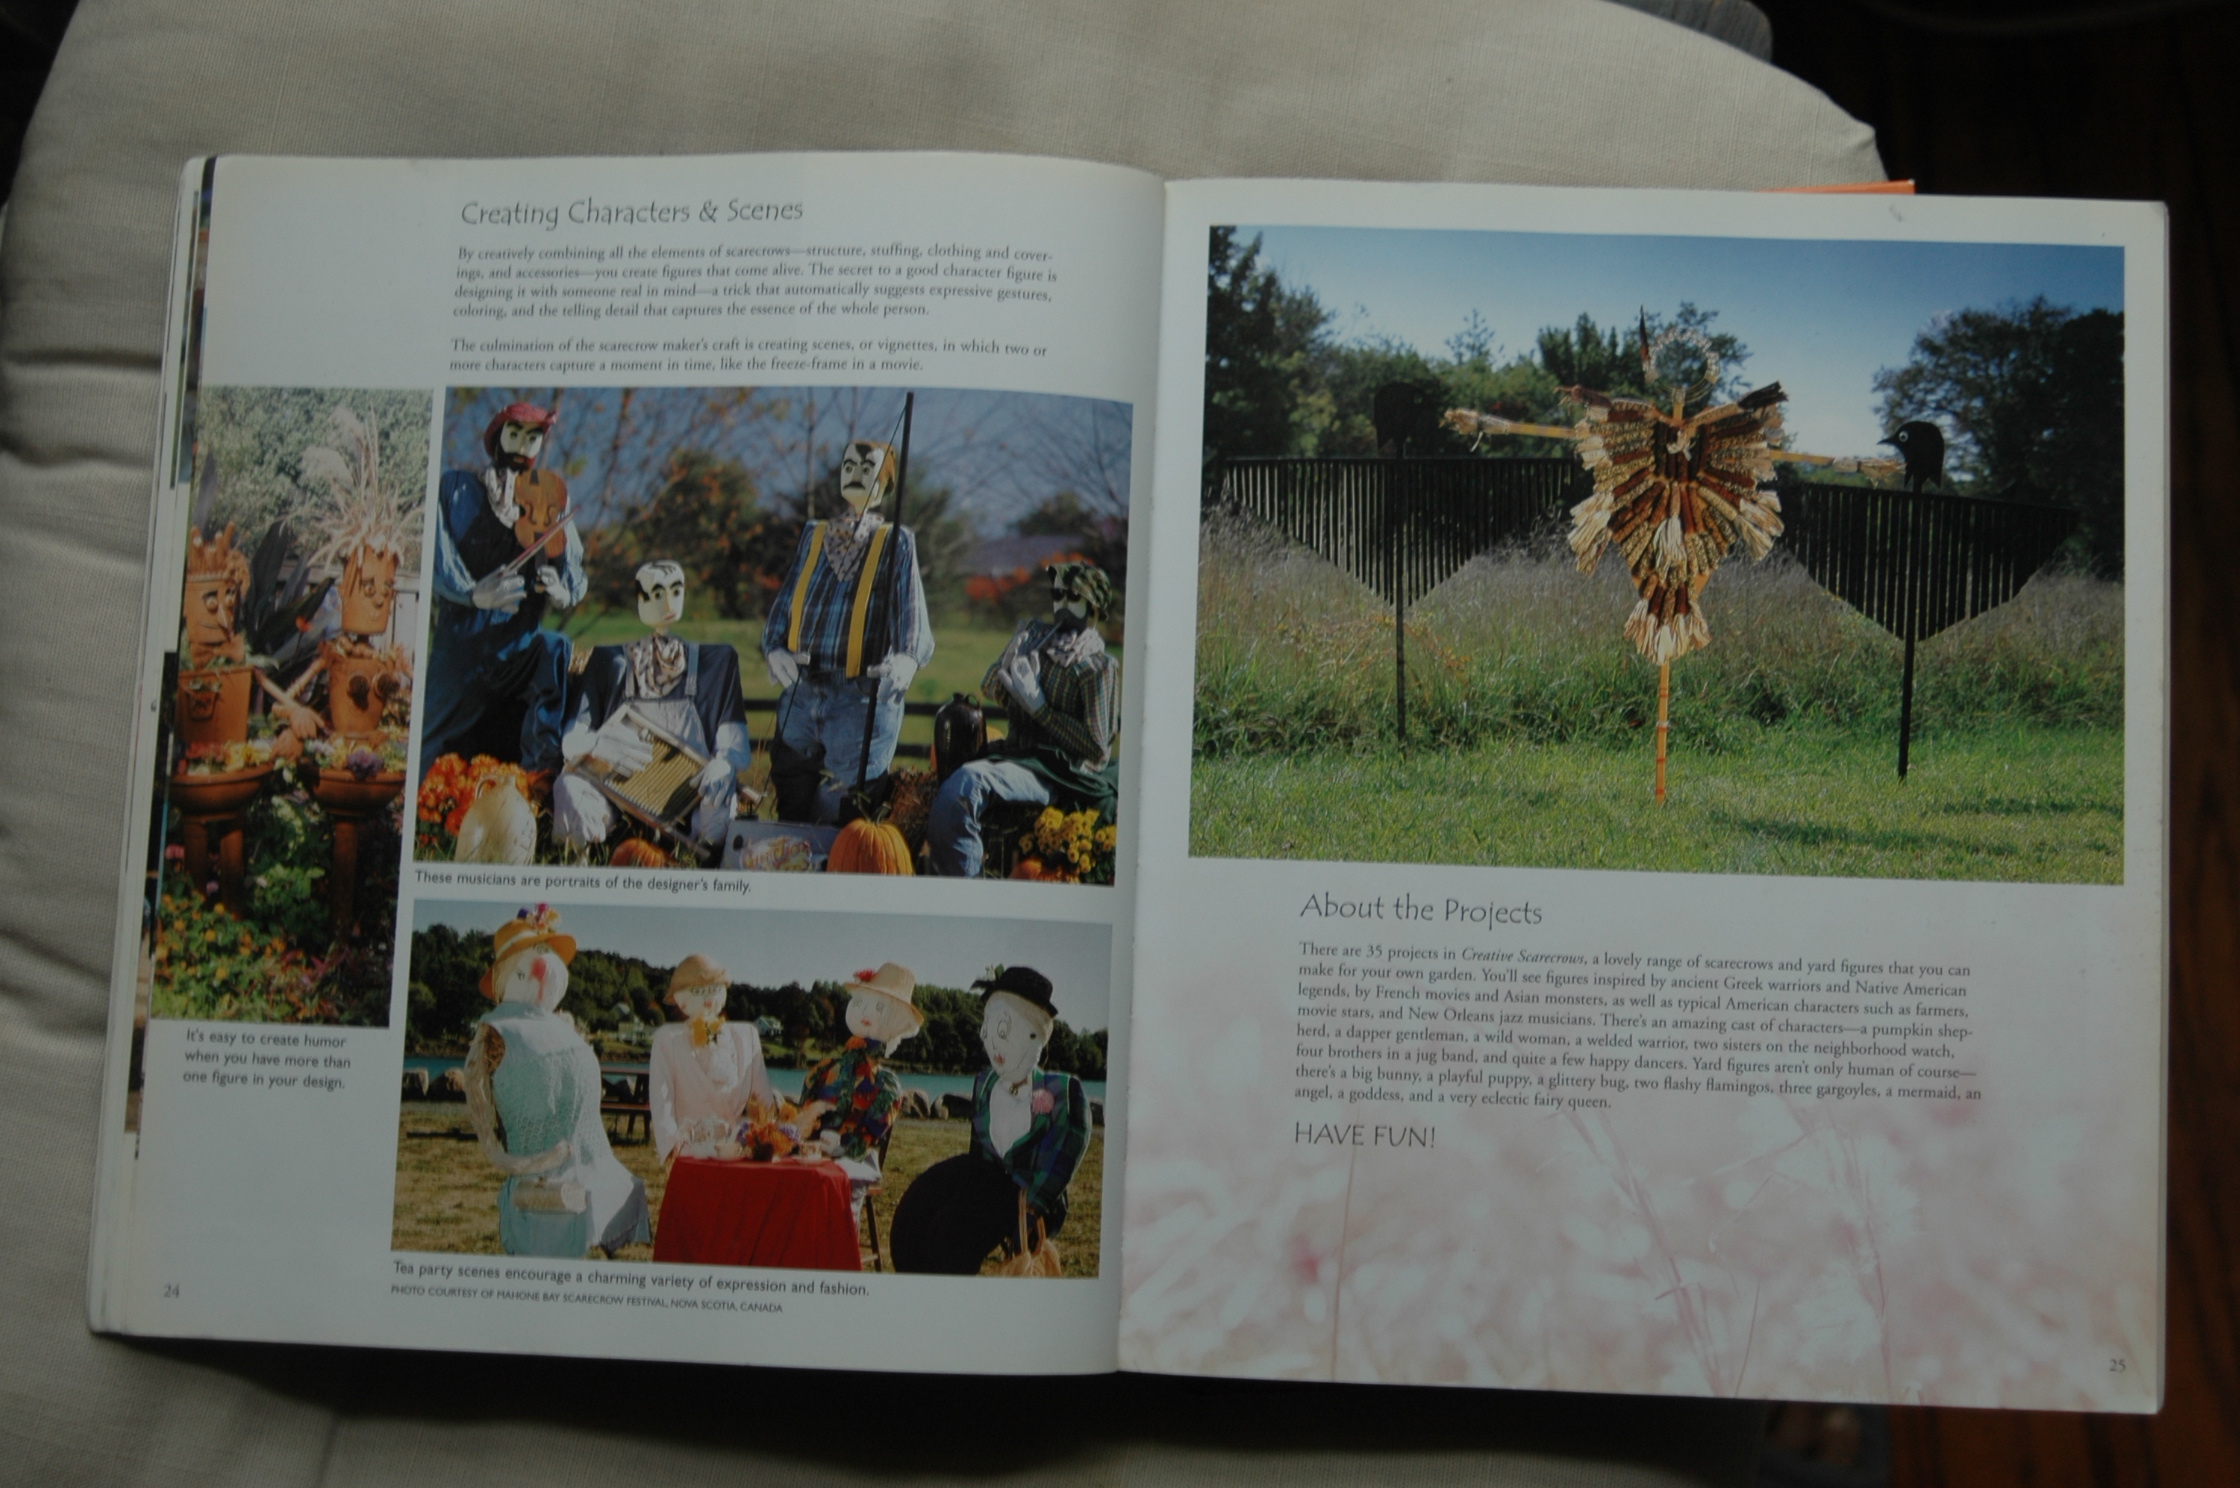 Creating Characters & Scenes
By creatively combining all the elements of scarecrows—structure, stuffing, clothing and cover-
ings, and accessories—you create figures that come alive. The secret to a good character figure is
designing it with someone real in mind—a trick that automatically suggests expressive gestures,
coloring, and the telling detail that captures the essence of the whole person.
The culmination of the scarecrow maker's craft is creating scenes, or vignettes, in which two or
more characters capture a moment in time, like the freeze-frame in a movie.
These musicians are portraits of the designer's family.
It's easy to create humor
when you have more than
one figure in your design.
Tea party scenes encourage a charming variety of expression and fashion.
PHOTO COURTESY OF MAHONE BAY SCARECROW FESTIVAL, NOVA SCOTIA, CANADA
24
About the Projects
There are 35 projects in Creative Scarecrows, a lovely range of scarecrows and yard figures that you can
make for your own garden. You'll see figures inspired by ancient Greek warriors and Native American
legends, by French movies and Asian monsters, as well as typical American characters such as farmers,
movie stars, and New Orleans jazz musicians. There's an amazing cast of characters—a pumpkin shep-
herd, a dapper gentleman, a wild woman, a welded warrior, two sisters on the neighborhood watch,
four brothers in a jug band, and quite a few happy dancers. Yard figures aren't only human of course—
there's a big bunny, a playful puppy, a glittery bug, two flashy flamingos, three gargoyles, a mermaid, an
angel, a goddess, and a very eclectic fairy queen.
HAVE FUN!
25